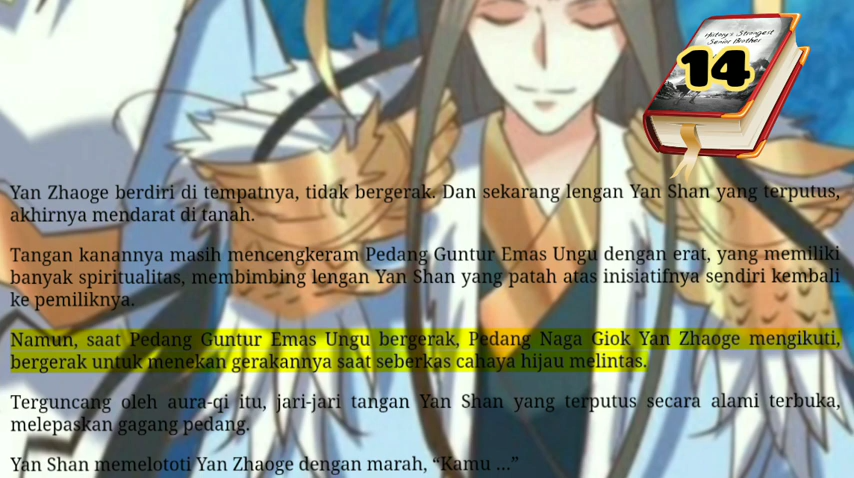 History's Strongest
Senior Brother
14
Yan Zhaoge berdiri di tempatnya, tidak bergerak. Dan sekarang lengan Yan Shan yang terputus,
akhirnya mendarat di tanah.
Tangan kanannya masih mencengkeram Pedang Guntur Emas Ungu dengan erat, yang memiliki
banyak spiritualitas, membimbing lengan Yan Shan yang patah atas inisiatifnya sendiri kembali
ke pemiliknya.
Namun, saat Pedang Guntur Emas Ungu bergerak, Pedang Naga Giok Yan Zhaoge mengikuti,
bergerak untuk menekan gerakannya saat seberkas cahaya hijau melintas.
Terguncang oleh aura-qi itu, jari-jari tangan Yan Shan yang terputus secara alami terbuka,
melepaskan gagang pedang.
Yan Shan memelototi Yan Zhaoge dengan marah, “Kamu ...”